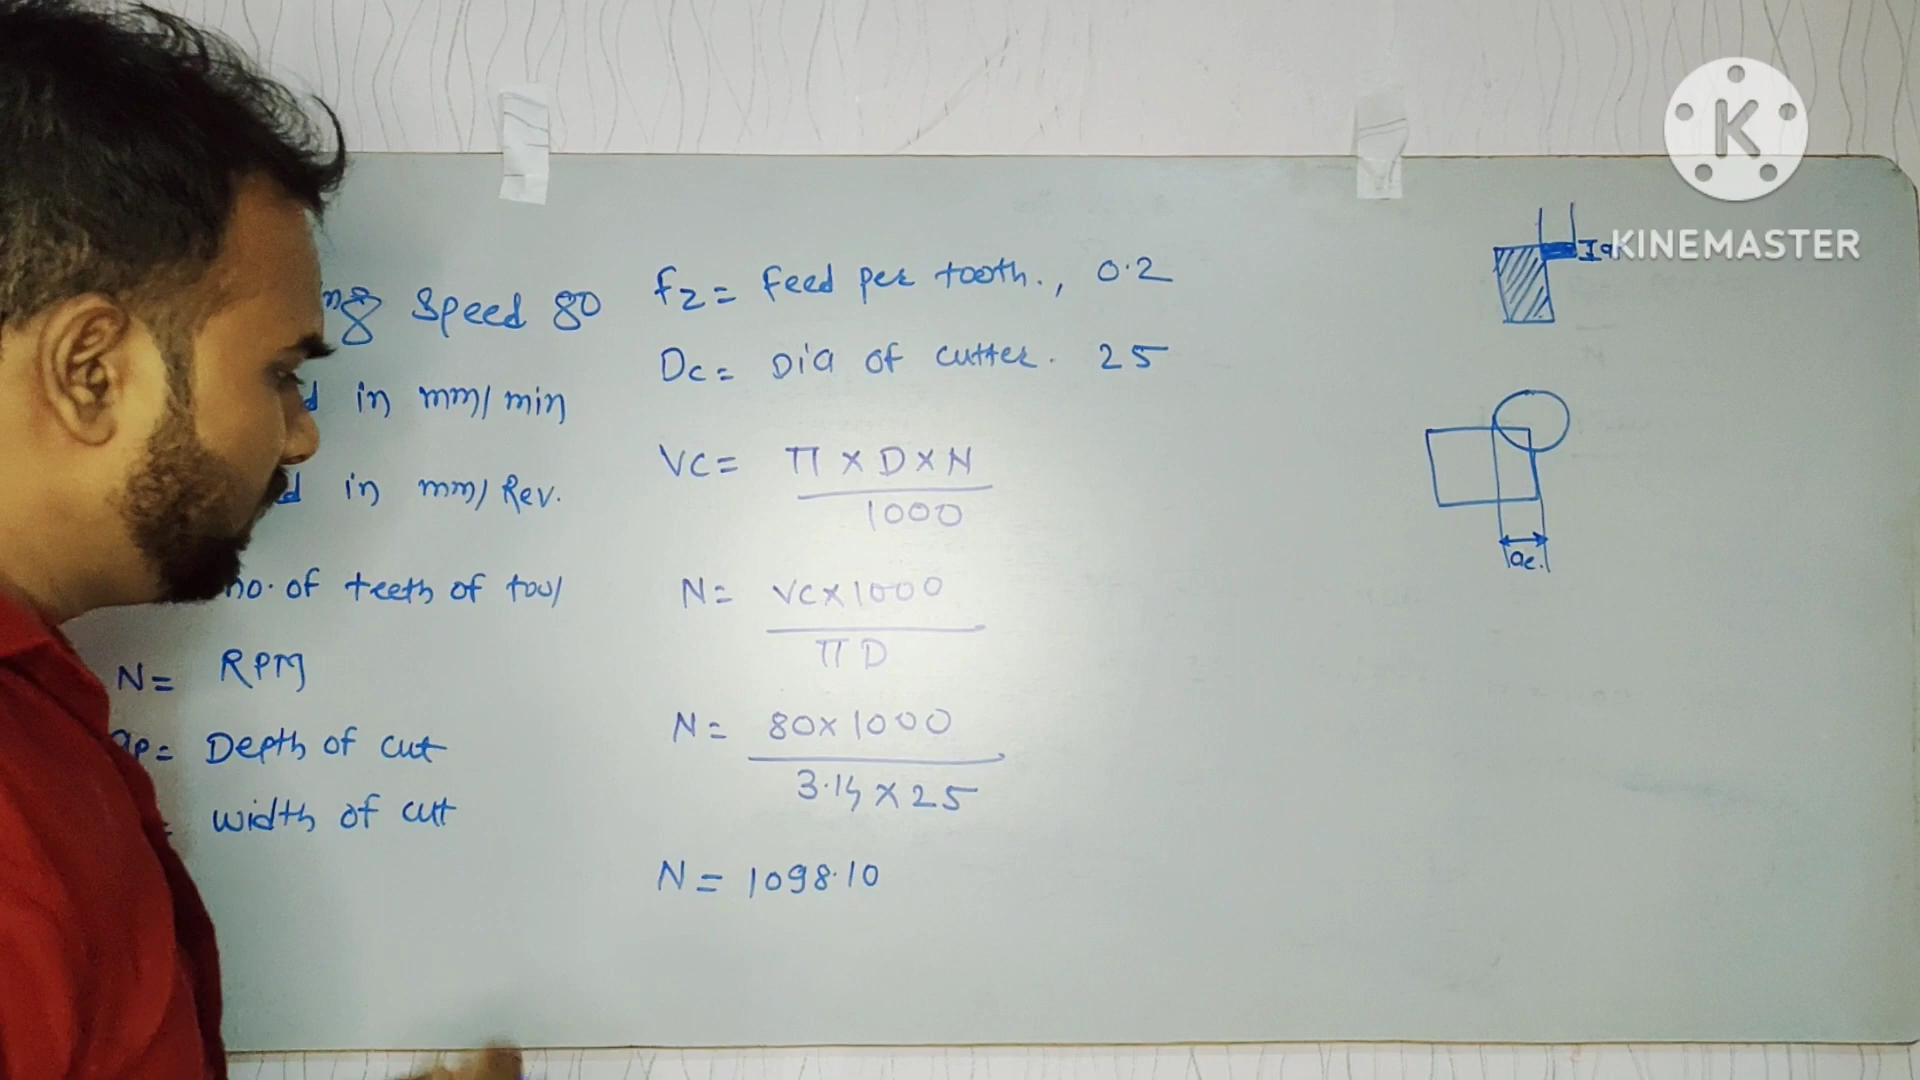 Speed 80
in mm/min
in mm/Rev.
no. of teeth of tool
N = RPM
ap = Depth of cut
= width of cut
fz = feed per tooth., 0.2
Dc = Dia of cutter. 25
VC = π × D × N
1000
N = VC × 1000
π D
N = 80 × 1000
3.14 × 25
N = 1098.10
ae.
K
KINEMASTER